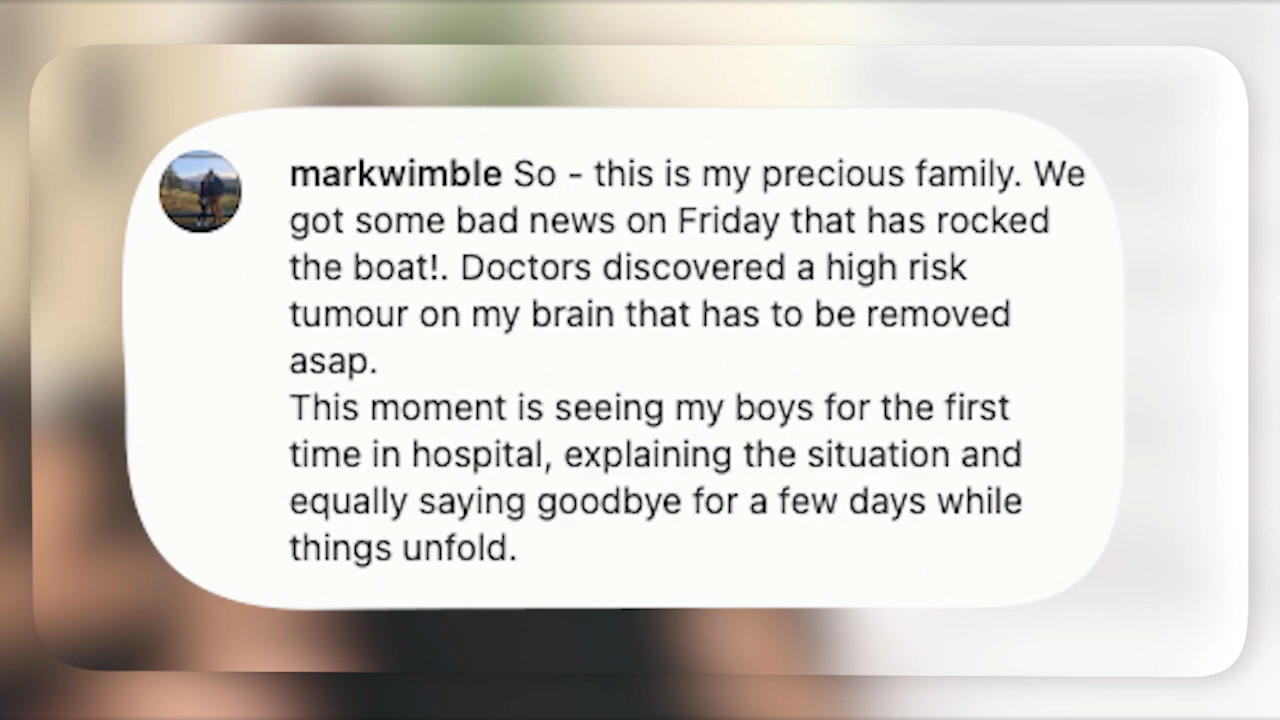 markwimble So - this is my precious family. We
got some bad news on Friday that has rocked
the boat!. Doctors discovered a high risk
tumour on my brain that has to be removed
asap.
This moment is seeing my boys for the first
time in hospital, explaining the situation and
equally saying goodbye for a few days while
things unfold.